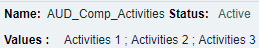 Name: AUD_Comp_Activities Status: Active
Values : Activities 1 ; Activities 2 ; Activities 3